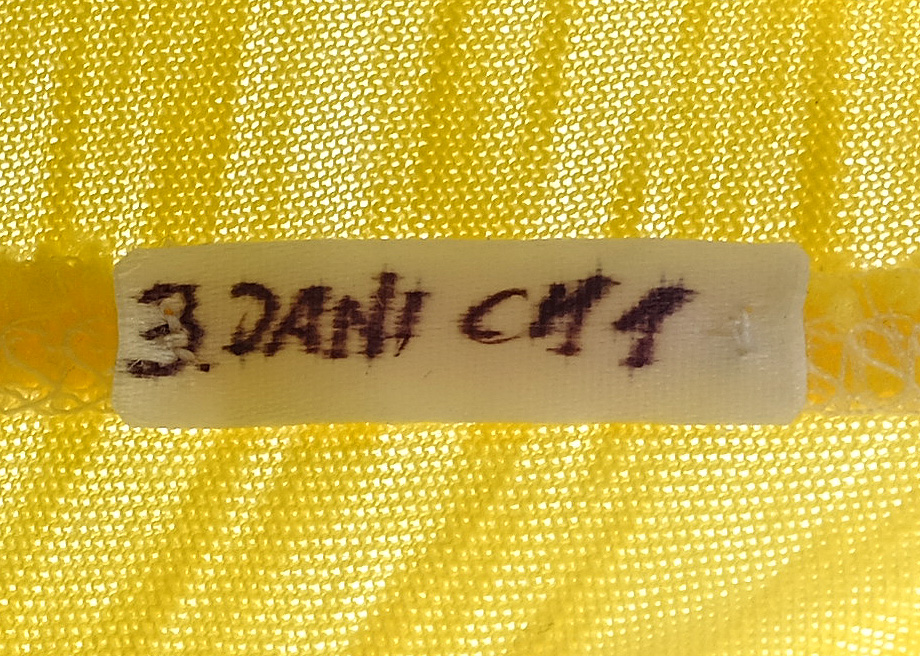 3. DANI CM 1